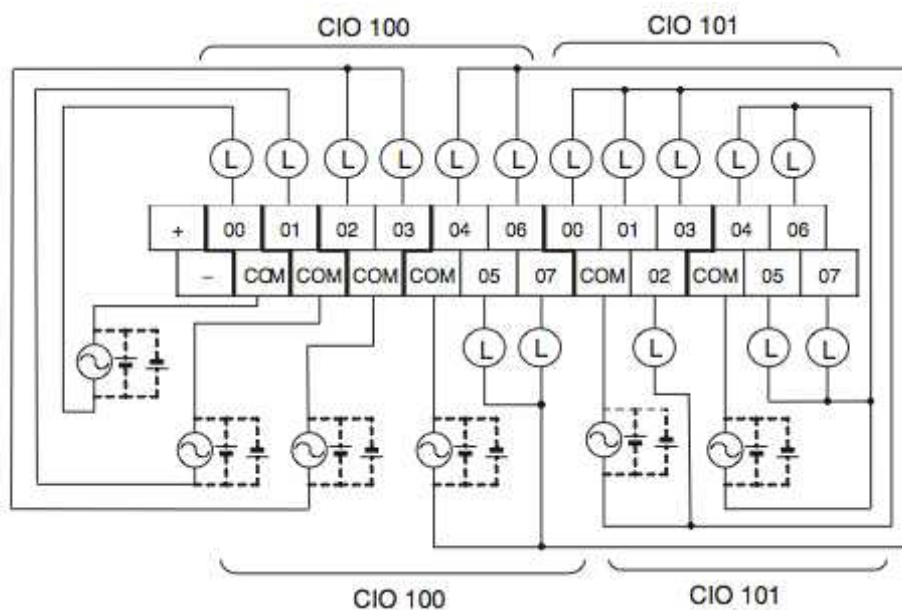 CIO 100 CIO 101
L L L L L L L L L L L
+ 00 01 02 03 04 06 00 01 03 04 06
− COM COM COM COM 05 07 COM 02 COM 05 07
L L L L L
CIO 100 CIO 101